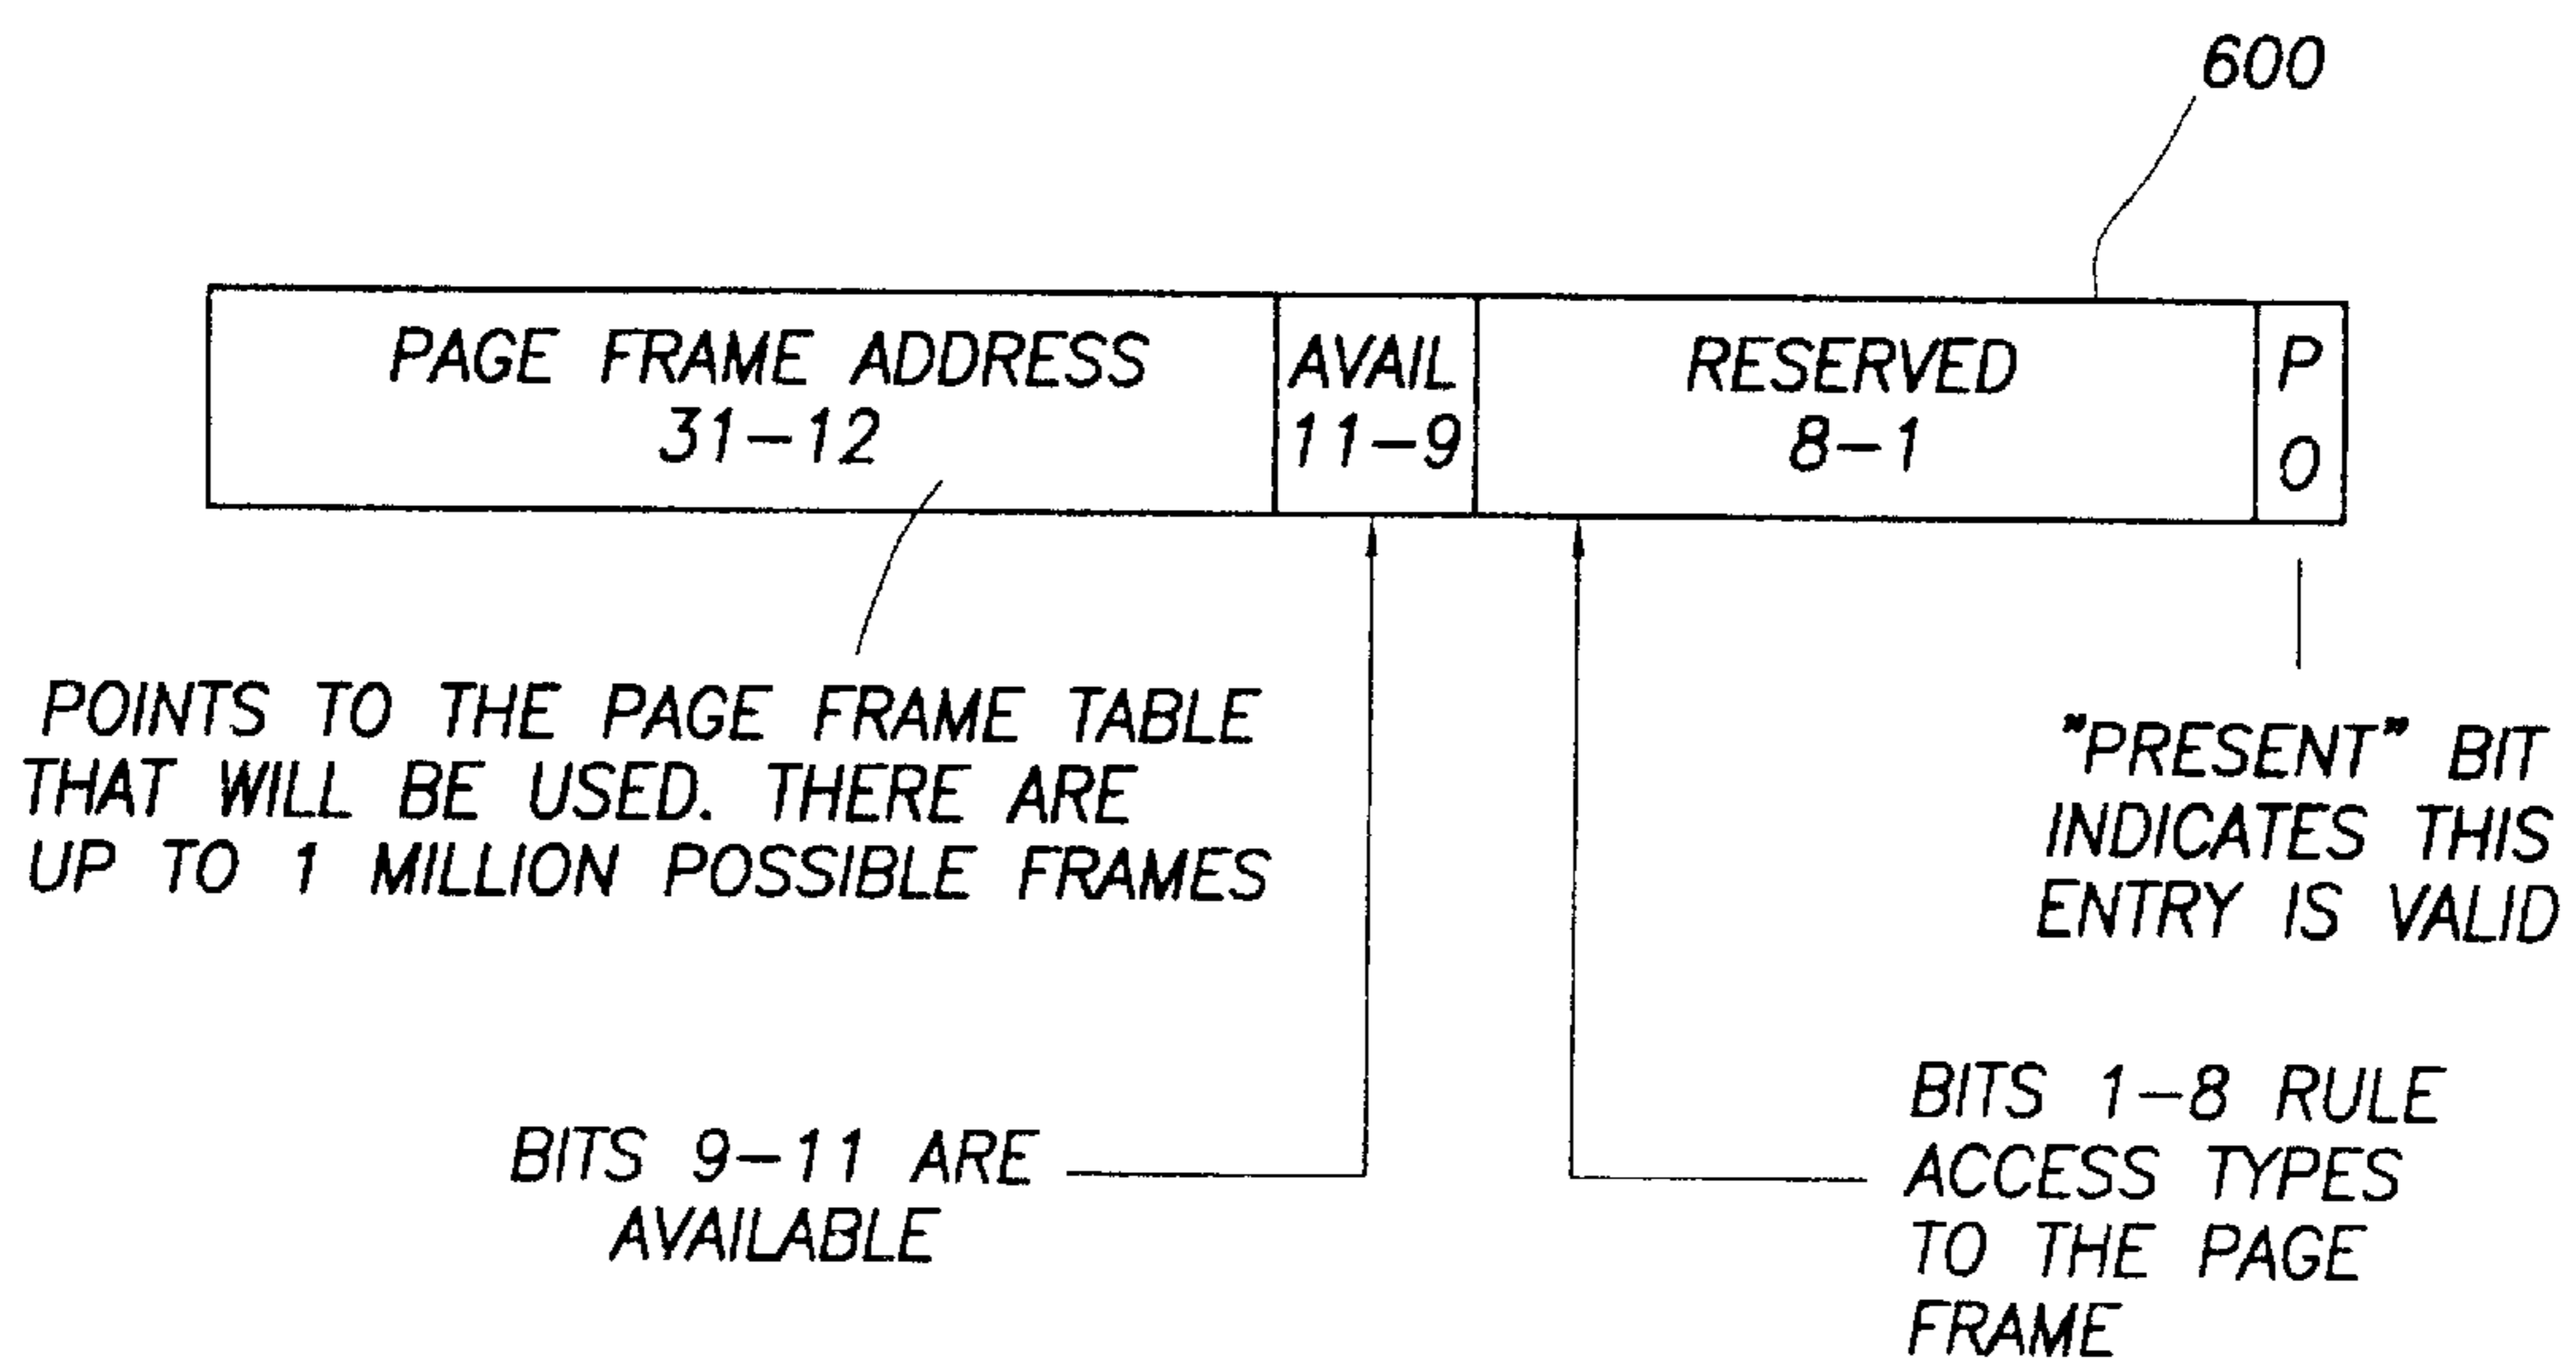 600
PAGE FRAME ADDRESS
31-12
AVAIL
11-9
RESERVED
8-1
P
0
POINTS TO THE PAGE FRAME TABLE
THAT WILL BE USED. THERE ARE
UP TO 1 MILLION POSSIBLE FRAMES
"PRESENT" BIT
INDICATES THIS
ENTRY IS VALID
BITS 9-11 ARE
AVAILABLE
BITS 1-8 RULE
ACCESS TYPES
TO THE PAGE
FRAME